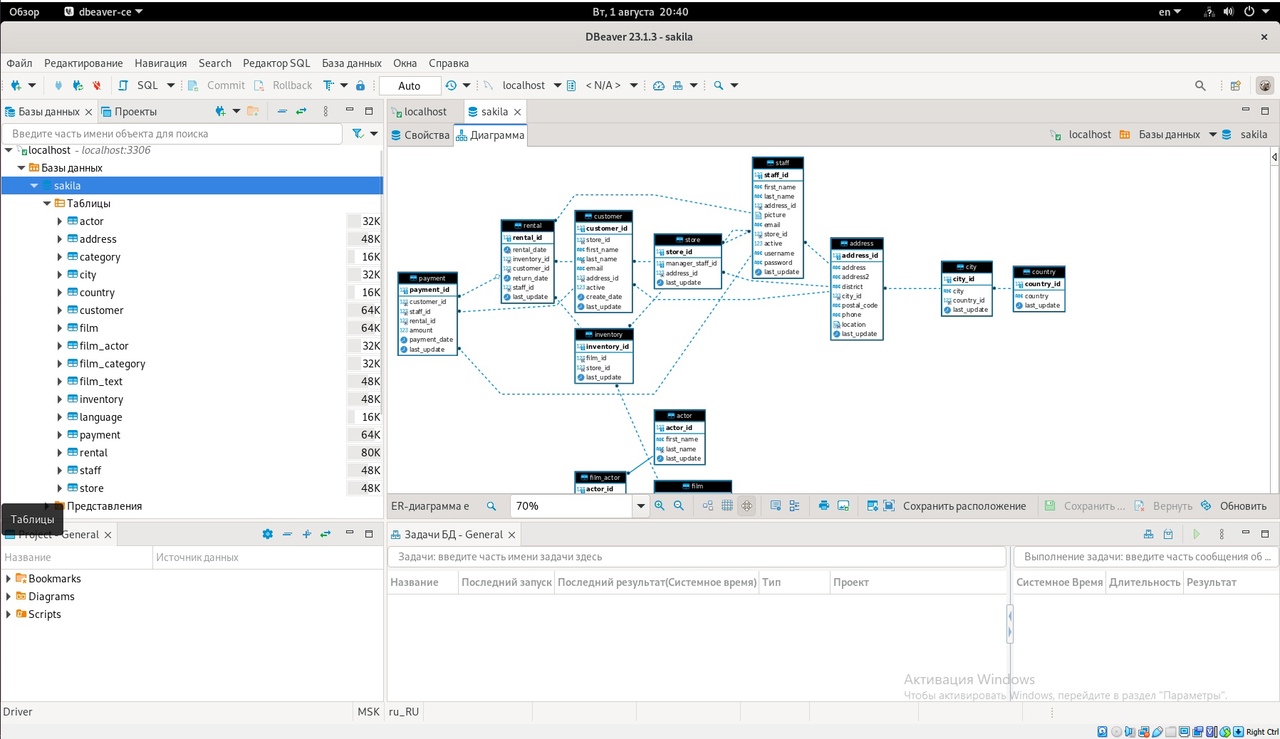 Обзор dbeaver-ce Вт, 1 августа 20:40 en
DBeaver 23.1.3 - sakila
Файл Редактирование Навигация Search Редактор SQL База данных Окна Справка
SQL Commit Rollback Auto localhost < N/A >
Базы данных Проекты
Введите часть имени объекта для поиска
localhost - localhost:3306
Базы данных
sakila
Таблицы
actor 32K
address 48K
category 16K
city 32K
country 16K
customer 64K
film 64K
film_actor 32K
film_category 32K
film_text 48K
inventory 48K
language 16K
payment 64K
rental 80K
staff 48K
store 48K
Представления
Таблицы
localhost sakila
Свойства Диаграмма localhost Базы данных sakila
payment
payment_id
customer_id
staff_id
rental_id
amount
payment_date
last_update
rental
rental_id
rental_date
inventory_id
customer_id
return_date
staff_id
last_update
customer
customer_id
store_id
first_name
last_name
email
address_id
active
create_date
last_update
inventory
inventory_id
film_id
store_id
last_update
store
store_id
manager_staff_id
address_id
last_update
staff
staff_id
first_name
last_name
address_id
picture
email
store_id
active
username
password
last_update
address
address_id
address
address2
district
city_id
postal_code
phone
location
last_update
city
city_id
city
country_id
last_update
country
country_id
country
last_update
actor
actor_id
first_name
last_name
last_update
film_actor
actor_id
film
ER-диаграмма e 70% Сохранить расположение Сохранить ... Вернуть Обновить
Project - General
Название Источник данных
Bookmarks
Diagrams
Scripts
Задачи БД - General
Задачи: введите часть имени задачи здесь
Название Последний запуск Последний результат(Системное время) Тип Проект
Выполнение задачи: введите часть сообщения об ...
Системное Время Длительность Результат
Активация Windows
Чтобы активировать Windows, перейдите в раздел "Параметры".
Driver MSK ru_RU
Right Ctrl